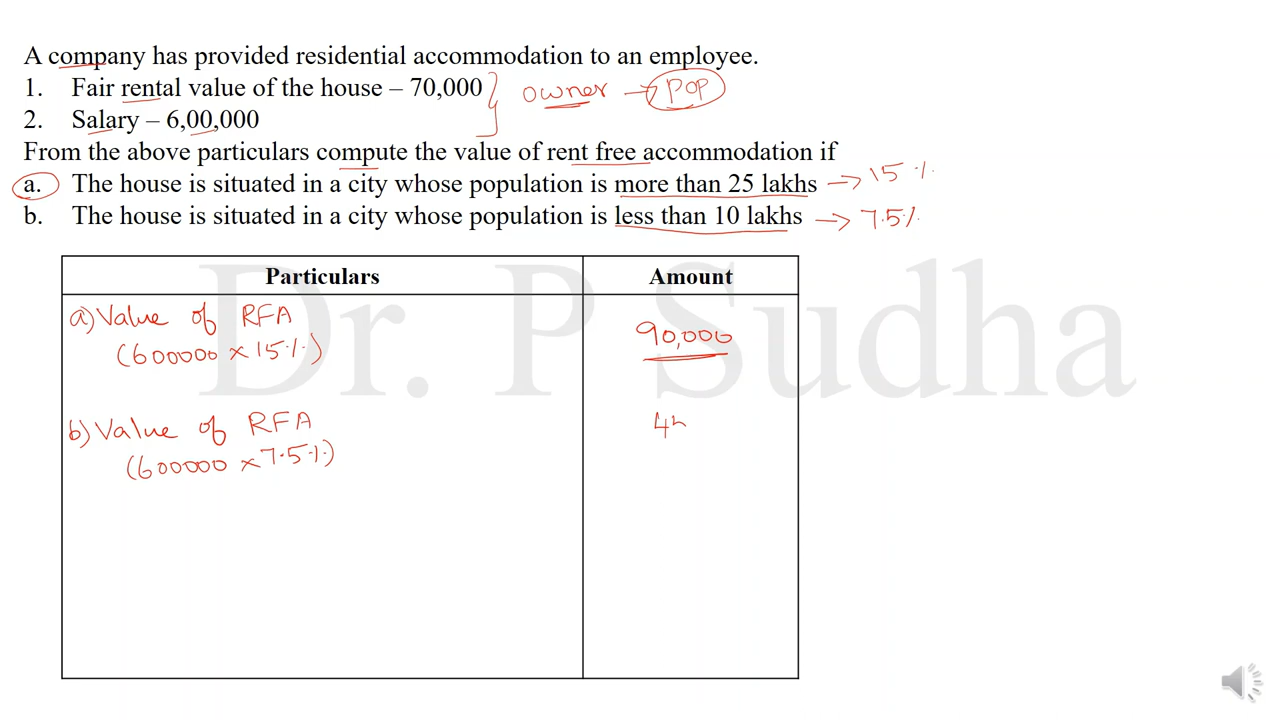 A company has provided residential accommodation to an employee.
1. Fair rental value of the house – 70,000
2. Salary – 6,00,000
owner → POP
From the above particulars compute the value of rent free accommodation if
a. The house is situated in a city whose population is more than 25 lakhs → 15%
b. The house is situated in a city whose population is less than 10 lakhs → 7.5%
Particulars Amount
a) Value of RFA
(600000 × 15%) 90,000
b) Value of RFA
(600000 × 7.5%)
Dr. P Sudha